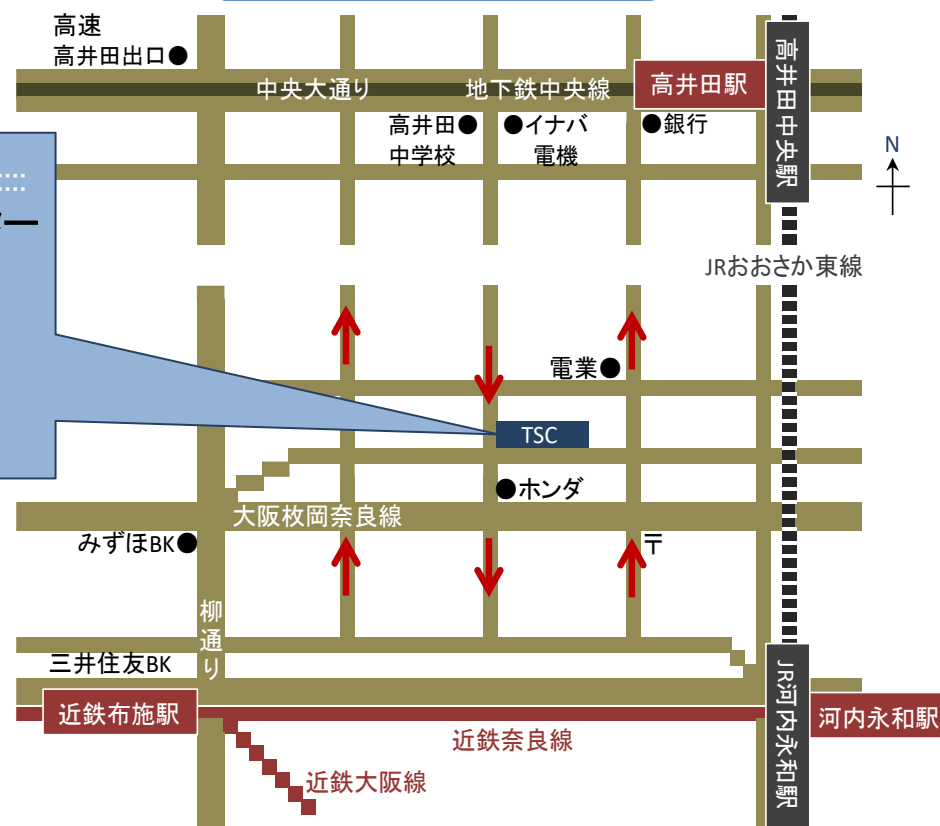 高速
高井田出口●
中央大通り
地下鉄中央線
高井田駅
高井田中央駅
高井田●
中学校
●イナバ
電機
●銀行
N
ー
JRおおさか東線
電業●
TSC
●ホンダ
大阪枚岡奈良線
みずほBK●
〒
柳通り
三井住友BK
近鉄布施駅
近鉄奈良線
近鉄大阪線
JR河内永和駅
河内永和駅